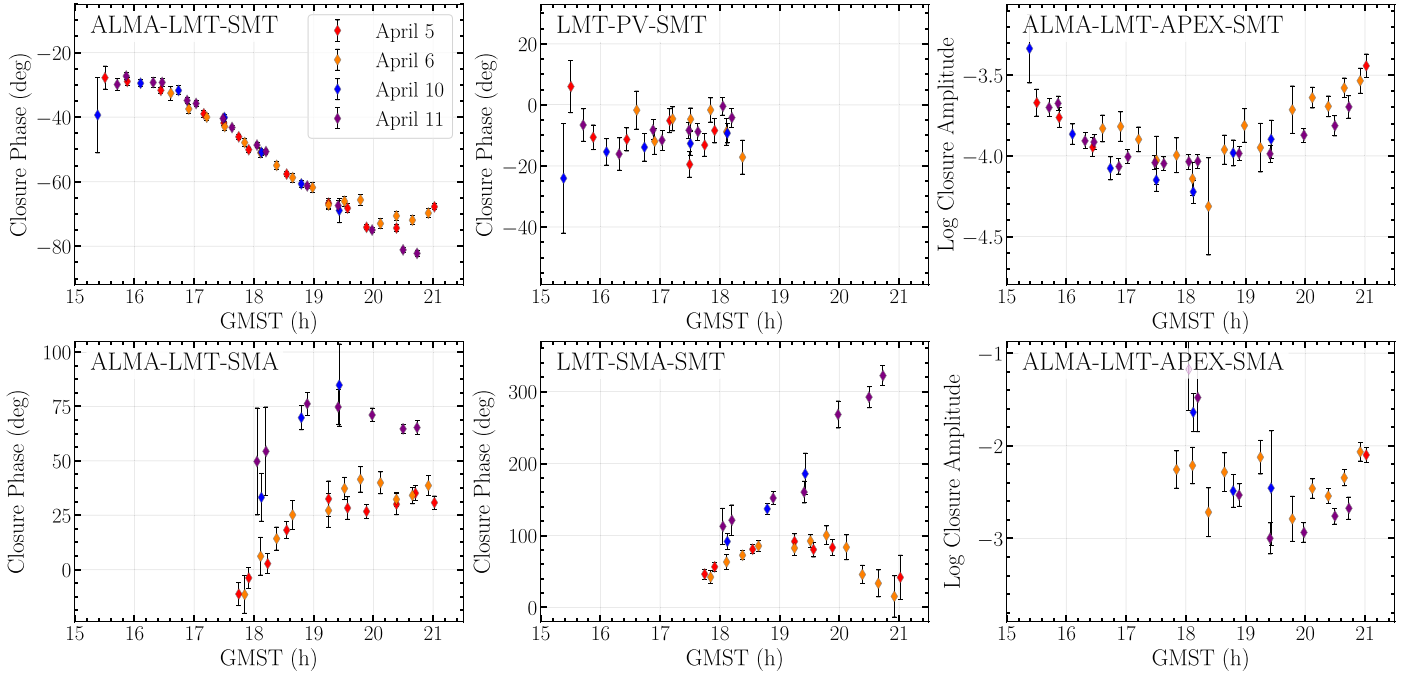 ALMA-LMT-SMT
April 5
April 6
April 10
April 11
−20
−40
−60
−80
Closure Phase (deg)
15 16 17 18 19 20 21
GMST (h)
LMT-PV-SMT
20
0
−20
−40
Closure Phase (deg)
15 16 17 18 19 20 21
GMST (h)
ALMA-LMT-APEX-SMT
−3.5
−4.0
−4.5
Log Closure Amplitude
15 16 17 18 19 20 21
GMST (h)
ALMA-LMT-SMA
100
75
50
25
0
Closure Phase (deg)
15 16 17 18 19 20 21
GMST (h)
LMT-SMA-SMT
300
200
100
0
Closure Phase (deg)
15 16 17 18 19 20 21
GMST (h)
ALMA-LMT-APEX-SMA
−1
−2
−3
Log Closure Amplitude
15 16 17 18 19 20 21
GMST (h)